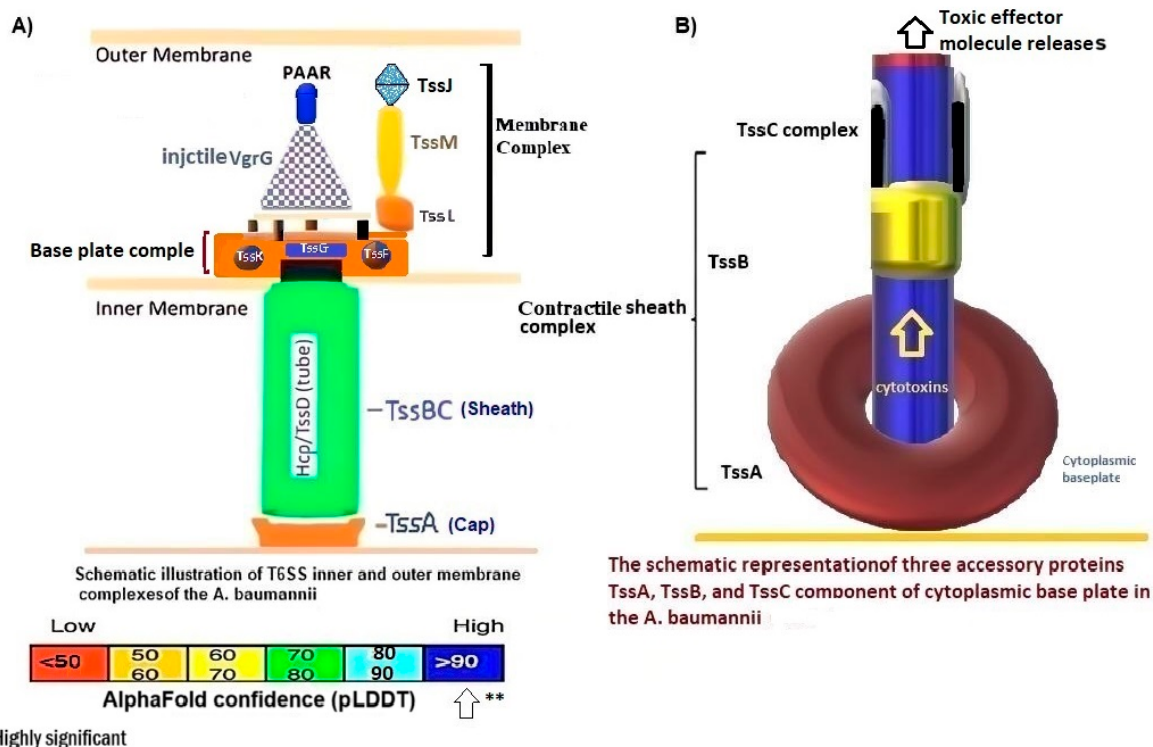 A)
Outer Membrane
PAAR
injctile VgrG
TssJ
TssM
TssL
Membrane
Complex
Base plate comple
TssK
TssG
TssF
Inner Membrane
Hcp/TssD (tube)
TssBC (Sheath)
TssA (Cap)
Contractile sheath
complex
Schematic illustration of T6SS inner and outer membrane
complexesof the A. baumannii
Low
High
<50
50
60
60
70
70
80
80
90
>90
AlphaFold confidence (pLDDT)
**
Highly significant
B)
Toxic effector
molecule releases
TssC complex
TssB
TssA
cytotoxins
Cytoplasmic
baseplate
The schematic representationof three accessory proteins
TssA, TssB, and TssC component of cytoplasmic base plate in
the A. baumannii